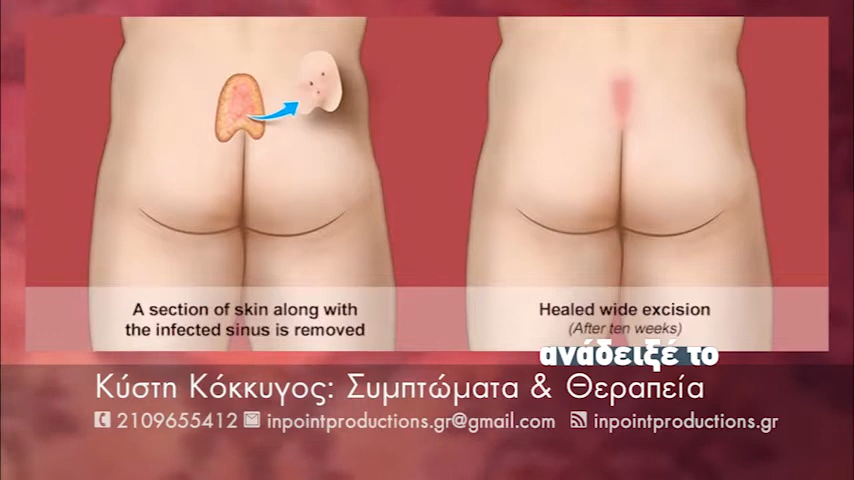 A section of skin along with
the infected sinus is removed
Healed wide excision
(After ten weeks)
ανάδειξέ το
Κύστη Κόκκυγος: Συμπτώματα & Θεραπεία
2109655412 inpointproductions.gr@gmail.com inpointproductions.gr